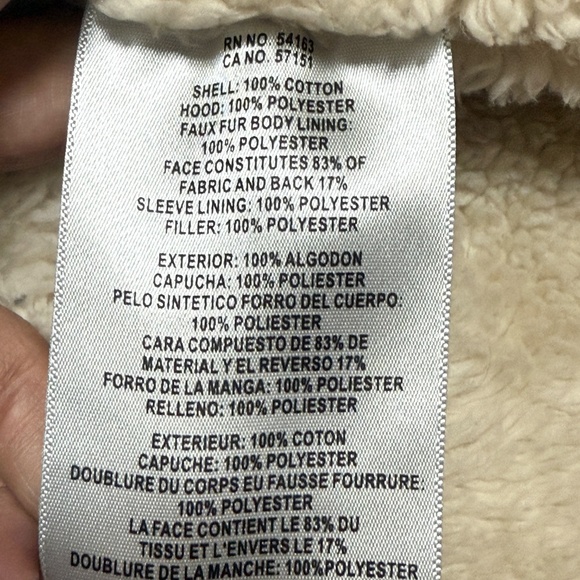 RN NO. 54163
CA NO. 57151
SHELL: 100% COTTON
HOOD: 100% POLYESTER
FAUX FUR BODY LINING:
100% POLYESTER
FACE CONSTITUTES 83% OF
FABRIC AND BACK 17%
SLEEVE LINING: 100% POLYESTER
FILLER: 100% POLYESTER
EXTERIOR: 100% ALGODON
CAPUCHA: 100% POLIESTER
PELO SINTETICO FORRO DEL CUERPO:
100% POLIESTER
CARA COMPUESTO DE 83% DE
MATERIAL Y EL REVERSO 17%
FORRO DE LA MANGA: 100% POLIESTER
RELLENO: 100% POLIESTER
EXTERIEUR: 100% COTON
CAPUCHE: 100% POLYESTER
DOUBLURE DU CORPS EU FAUSSE FOURRURE:
100% POLYESTER
LA FACE CONTIENT LE 83% DU
TISSU ET L'ENVERS LE 17%
DOUBLURE DE LA MANCHE: 100%POLYESTER